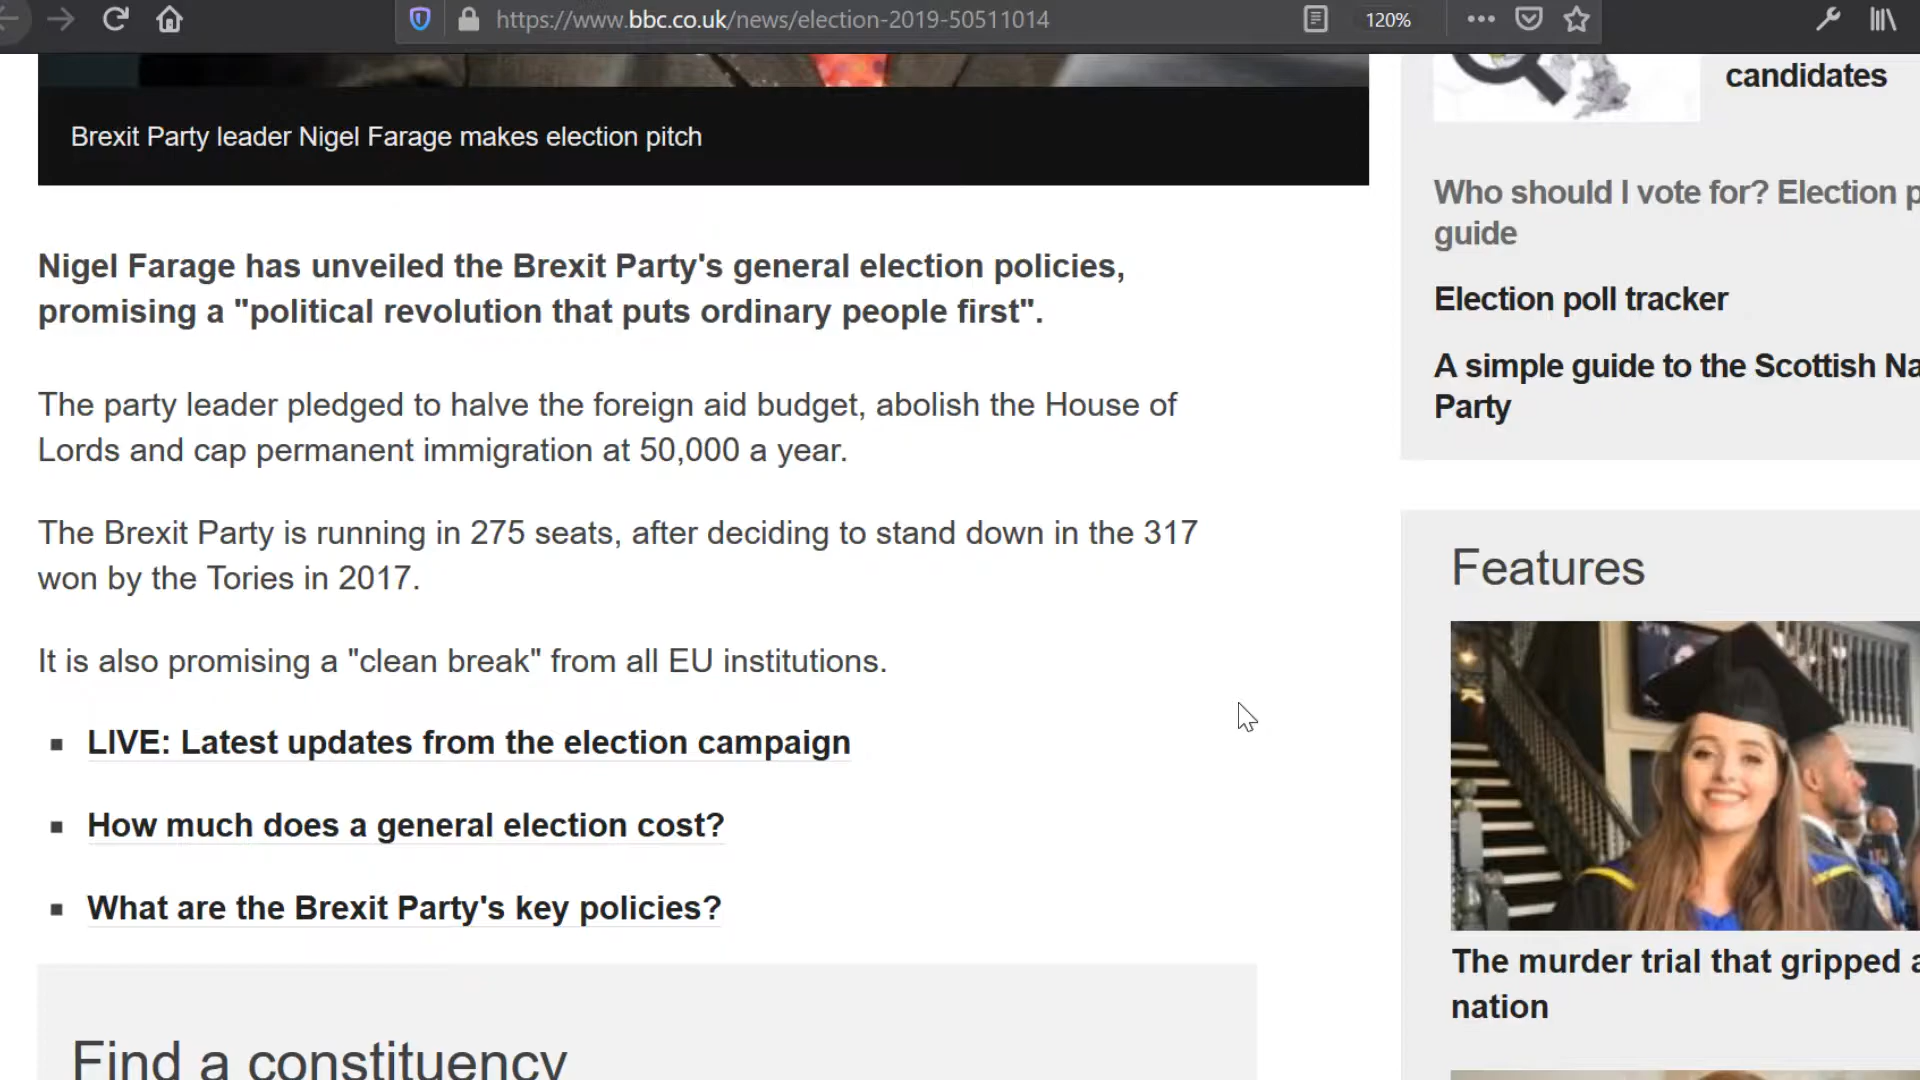 https://www.bbc.co.uk/news/election-2019-50511014
120%
Brexit Party leader Nigel Farage makes election pitch
Nigel Farage has unveiled the Brexit Party's general election policies,
promising a "political revolution that puts ordinary people first".
The party leader pledged to halve the foreign aid budget, abolish the House of
Lords and cap permanent immigration at 50,000 a year.
The Brexit Party is running in 275 seats, after deciding to stand down in the 317
won by the Tories in 2017.
It is also promising a "clean break" from all EU institutions.
LIVE: Latest updates from the election campaign
How much does a general election cost?
What are the Brexit Party's key policies?
Find a constituency
candidates
Who should I vote for? Election p
guide
Election poll tracker
A simple guide to the Scottish Na
Party
Features
The murder trial that gripped a
nation